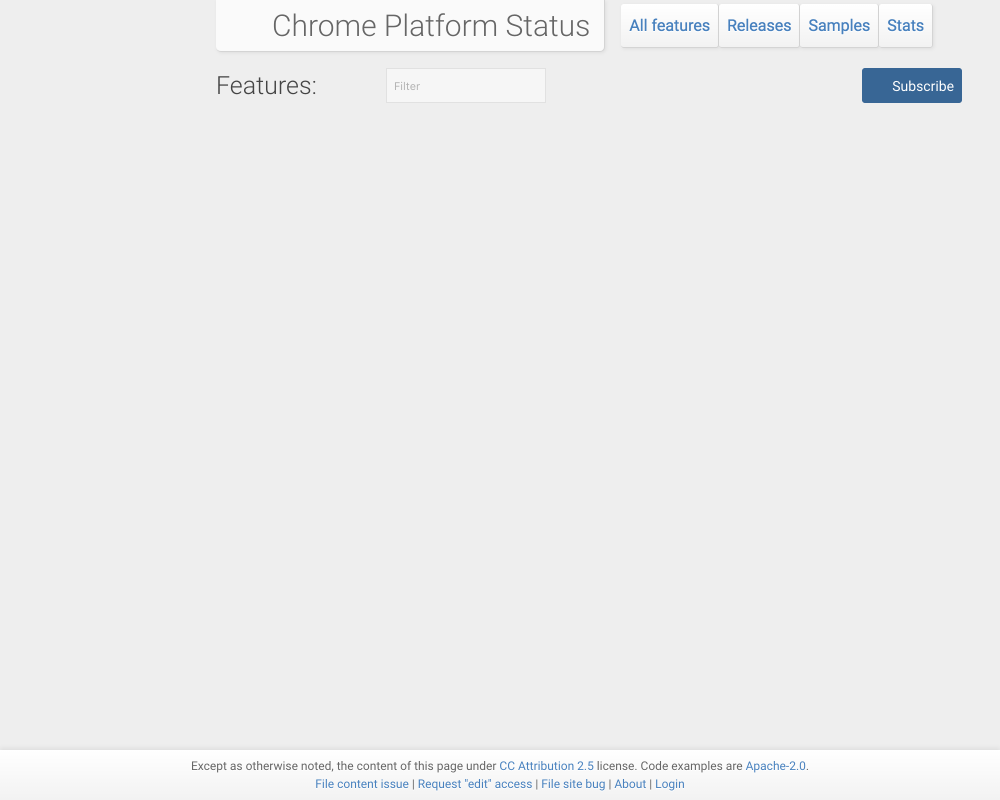 Chrome Platform Status
All features Releases Samples Stats
Features:
Filter
Subscribe
Except as otherwise noted, the content of this page under CC Attribution 2.5 license. Code examples are Apache-2.0.
File content issue | Request "edit" access | File site bug | About | Login